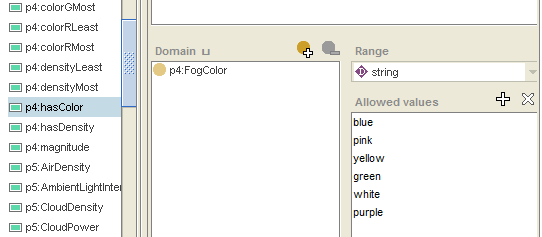 p4:colorGMost
p4:colorRLeast
p4:colorRMost
p4:densityLeast
p4:densityMost
p4:hasColor
p4:hasDensity
p4:magnitude
p5:AirDensity
p5:AmbientLightInter
p5:CloudDensity
p5:CloudPower
Domain ⊔
p4:FogColor
Range
string
Allowed values
blue
pink
yellow
green
white
purple